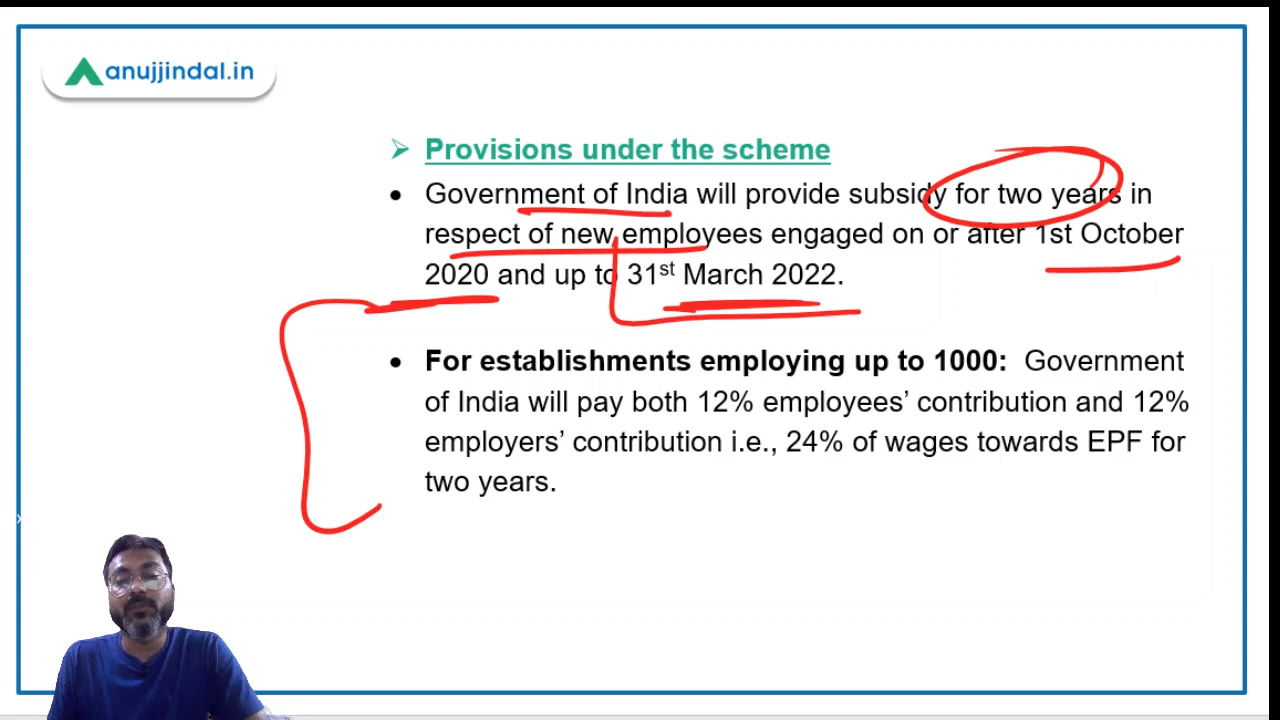 anujjindal.in
➢ Provisions under the scheme
• Government of India will provide subsidy for two years in
respect of new employees engaged on or after 1st October
2020 and up to 31st March 2022.
• For establishments employing up to 1000: Government
of India will pay both 12% employees’ contribution and 12%
employers’ contribution i.e., 24% of wages towards EPF for
two years.